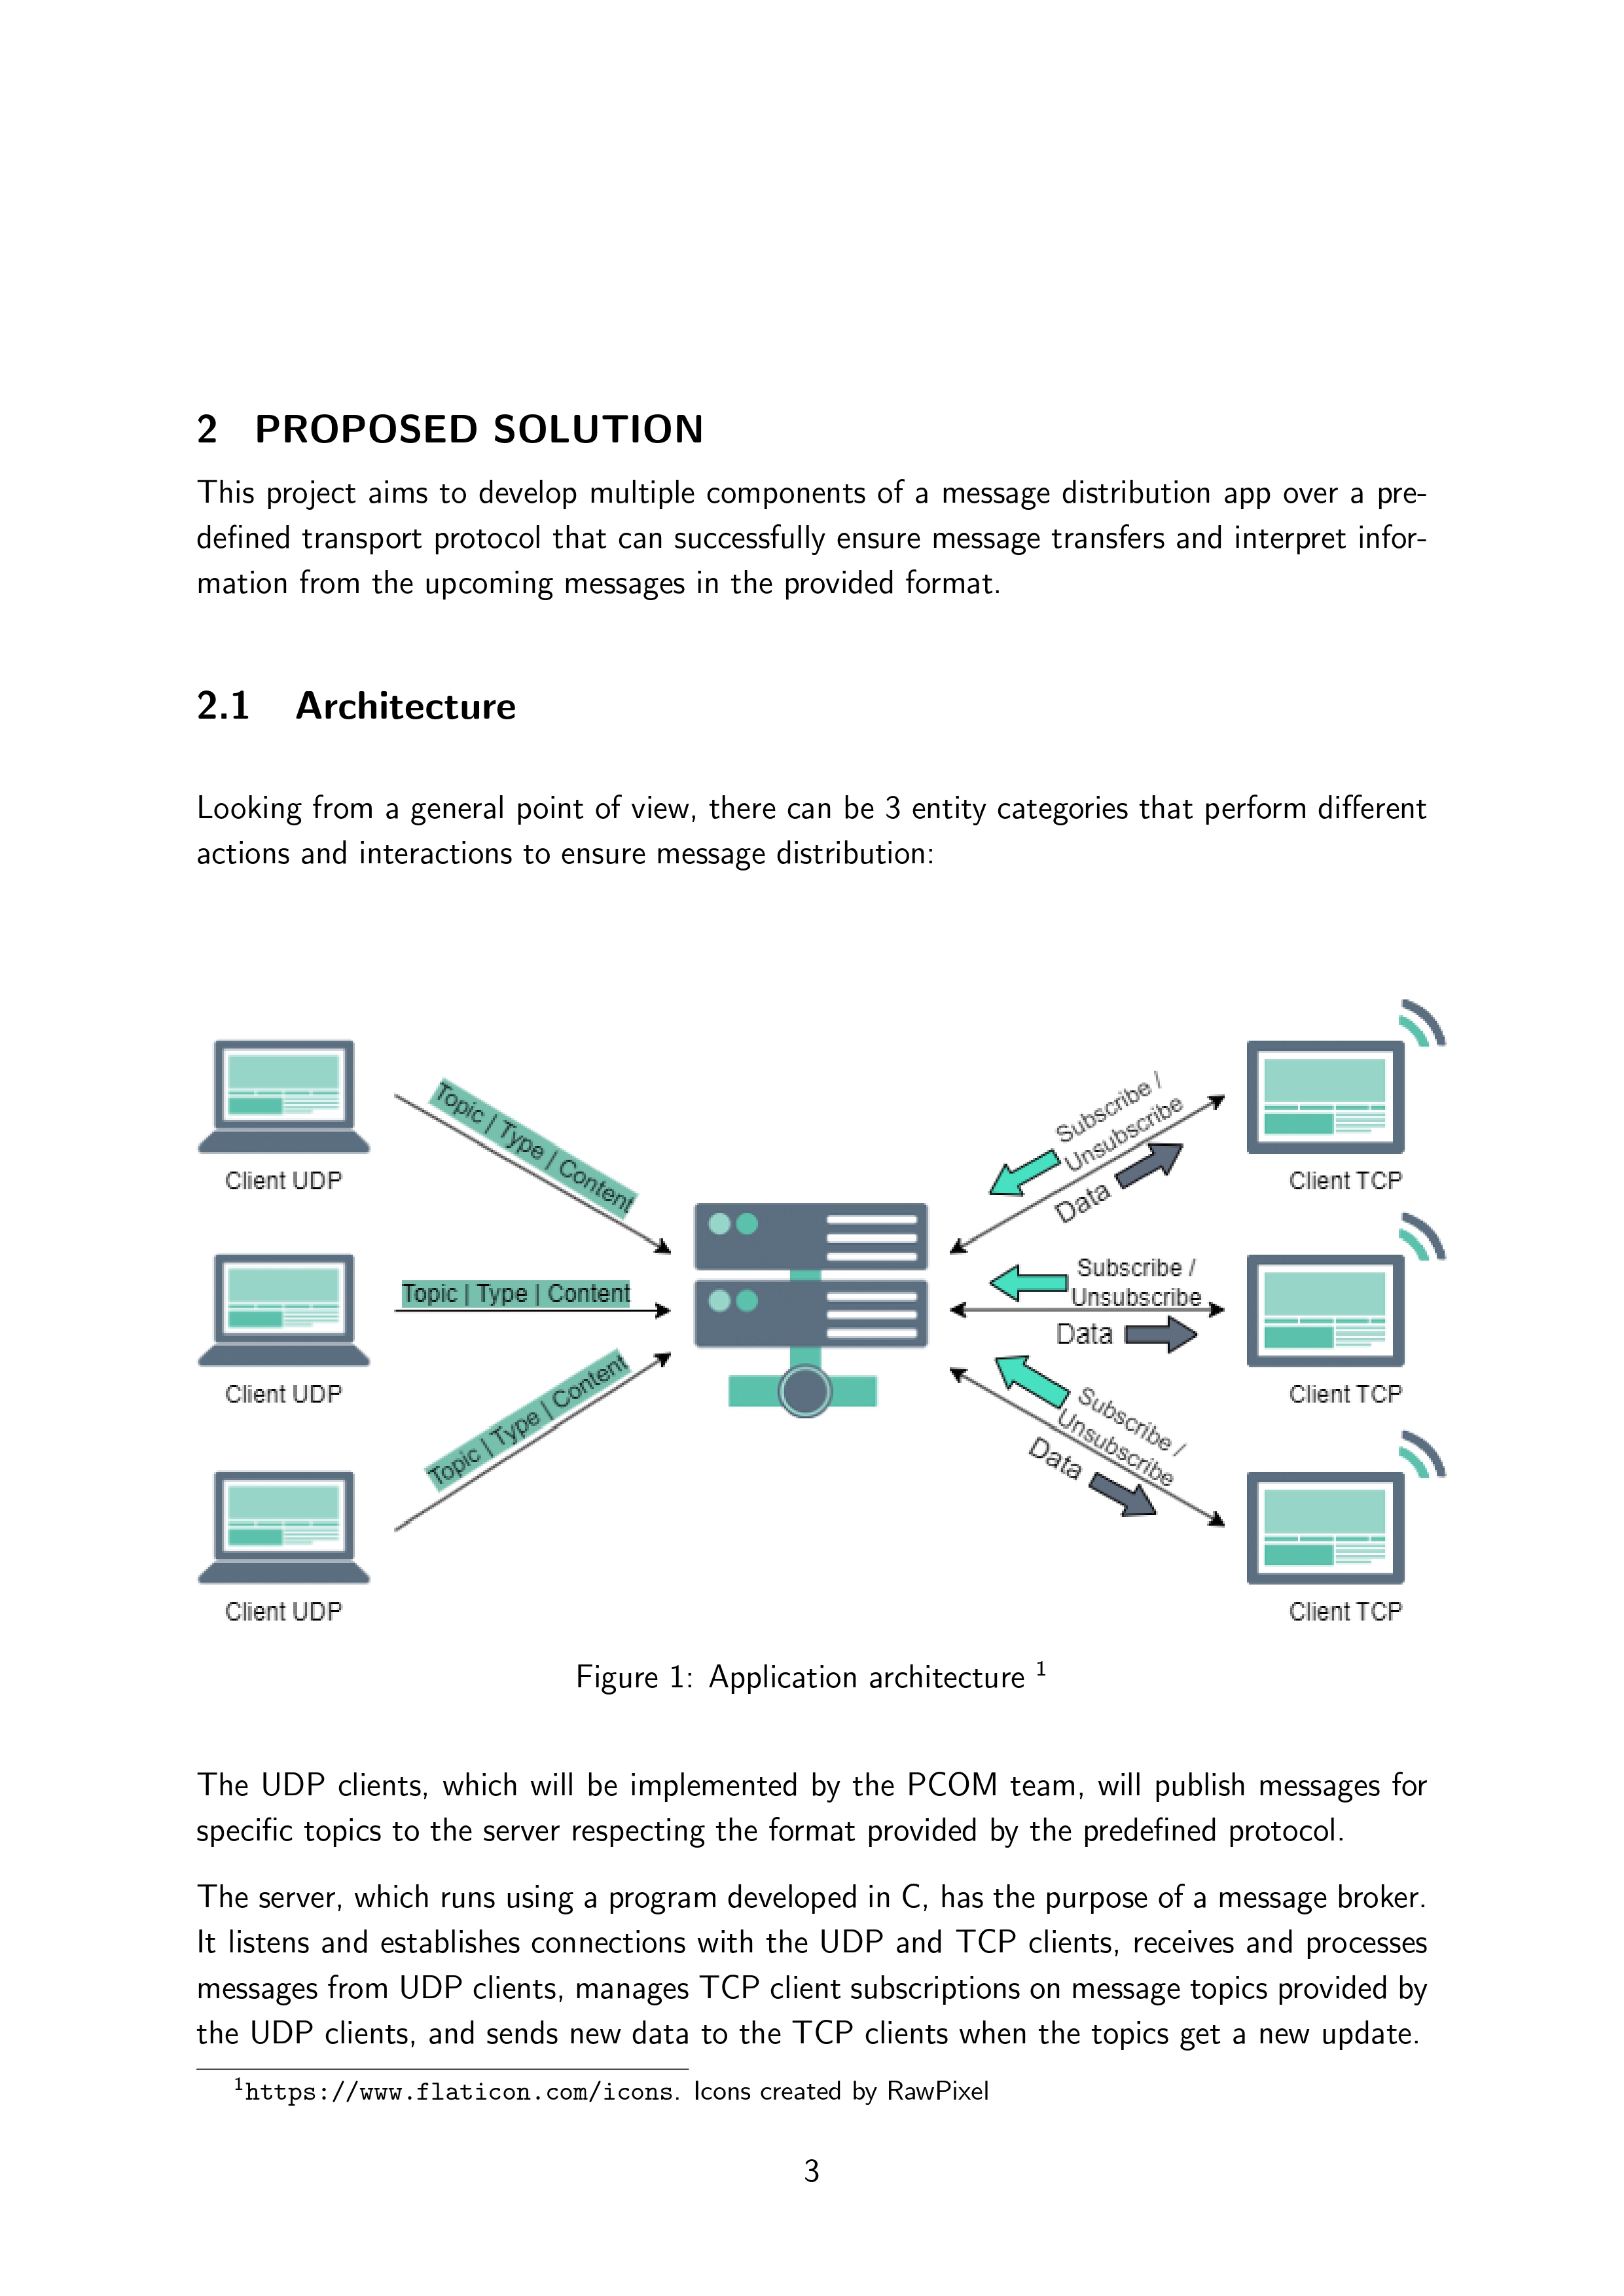 2 PROPOSED SOLUTION
This project aims to develop multiple components of a message distribution app over a pre-
defined transport protocol that can successfully ensure message transfers and interpret infor-
mation from the upcoming messages in the provided format.
2.1 Architecture
Looking from a general point of view, there can be 3 entity categories that perform different
actions and interactions to ensure message distribution:
Client UDP
Topic | Type | Content
Client UDP
Topic | Type | Content
Client UDP
Topic | Type | Content
Subscribe /
Unsubscribe
Data
Client TCP
Subscribe /
Unsubscribe
Data
Client TCP
Subscribe /
Unsubscribe
Data
Client TCP
Figure 1: Application architecture 1
The UDP clients, which will be implemented by the PCOM team, will publish messages for
specific topics to the server respecting the format provided by the predefined protocol.
The server, which runs using a program developed in C, has the purpose of a message broker.
It listens and establishes connections with the UDP and TCP clients, receives and processes
messages from UDP clients, manages TCP client subscriptions on message topics provided by
the UDP clients, and sends new data to the TCP clients when the topics get a new update.
1https://www.flaticon.com/icons. Icons created by RawPixel
3